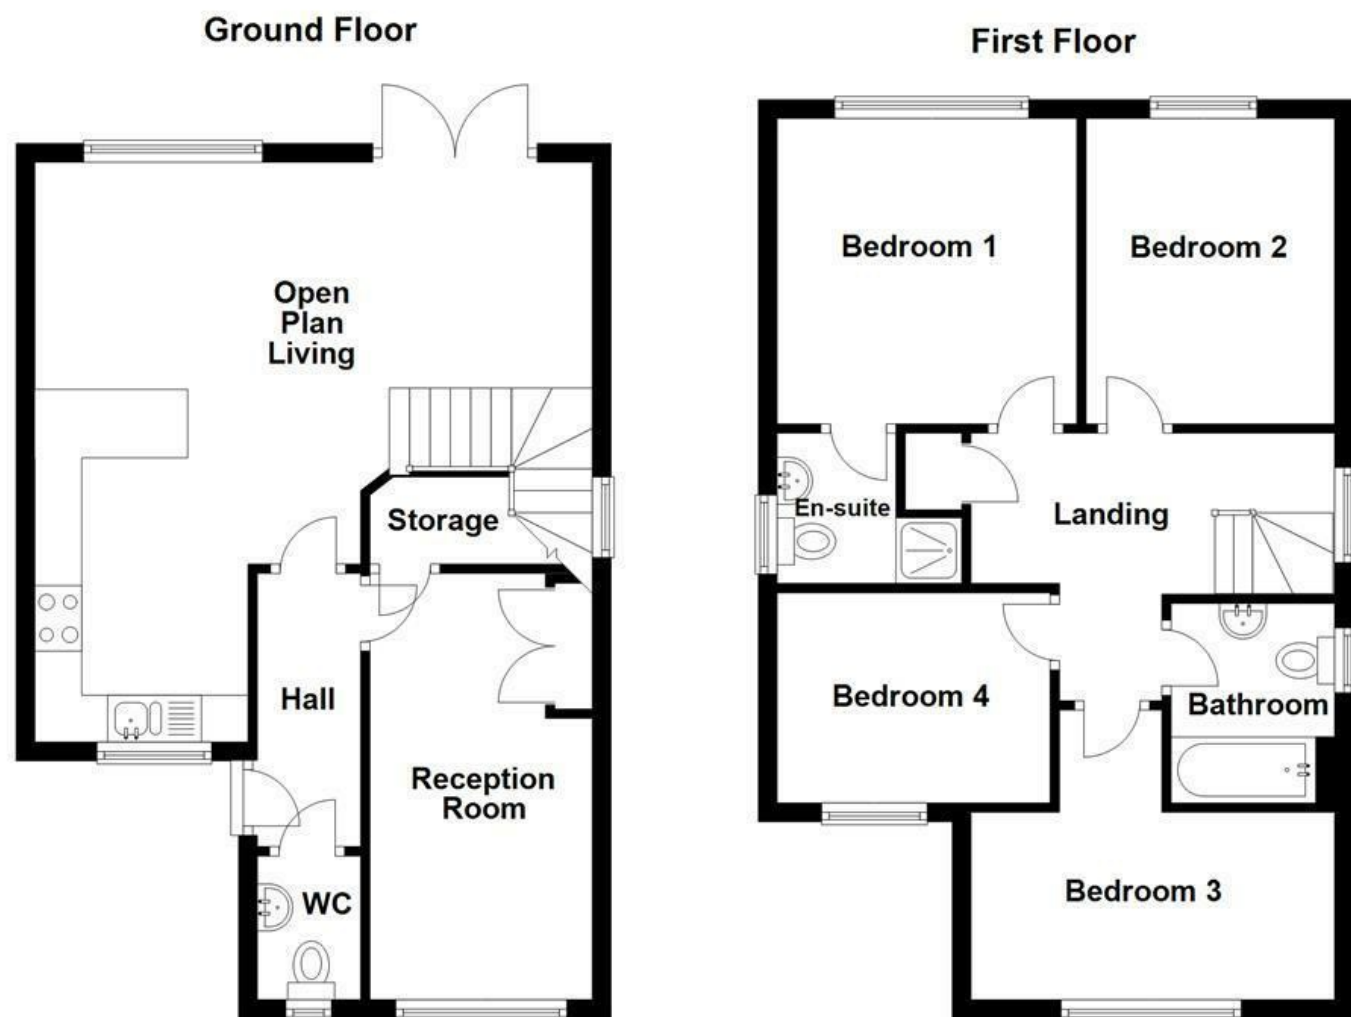 Ground Floor
Open
Plan
Living
Storage
Hall
Reception
Room
WC
First Floor
Bedroom 1
Bedroom 2
En-suite
Landing
Bedroom 4
Bathroom
Bedroom 3